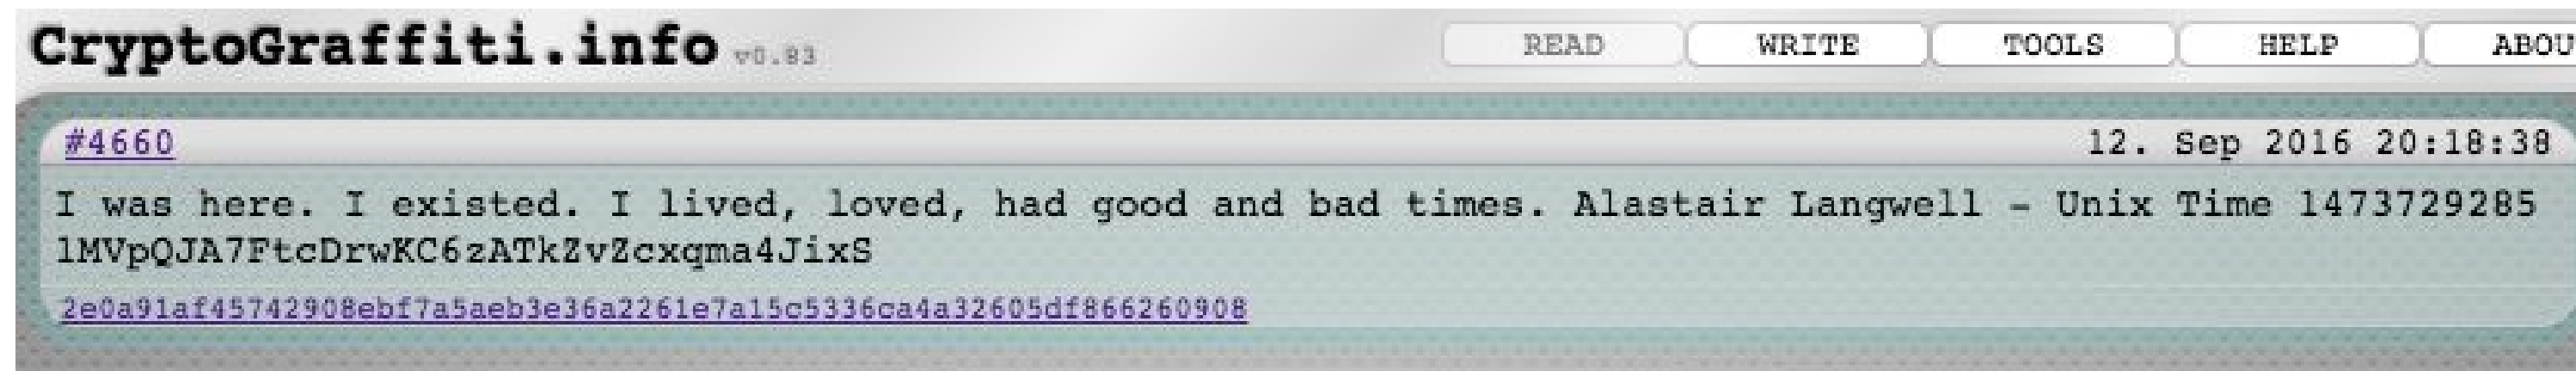 CryptoGraffiti.info v0.83
READ WRITE TOOLS HELP ABOU
#4660 12. Sep 2016 20:18:38
I was here. I existed. I lived, loved, had good and bad times. Alastair Langwell - Unix Time 1473729285
1MVpQJA7FtcDrwKC6zATkZvZcxqma4JixS
2e0a91af45742908ebf7a5aeb3e36a2261e7a15c5336ca4a32605df866260908